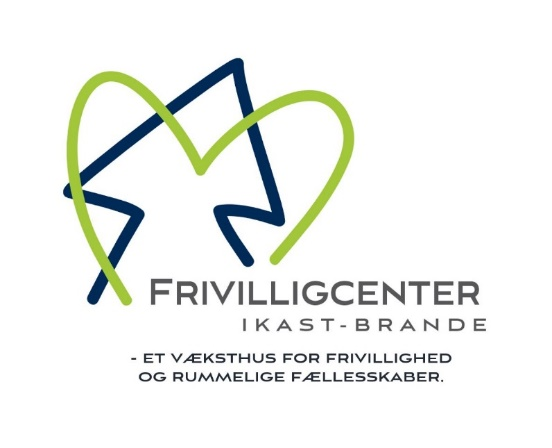 FRIVILLIGCENTER
IKAST-BRANDE
- ET VÆKSTHUS FOR FRIVILLIGHED
OG RUMMELIGE FÆLLESSKABER.